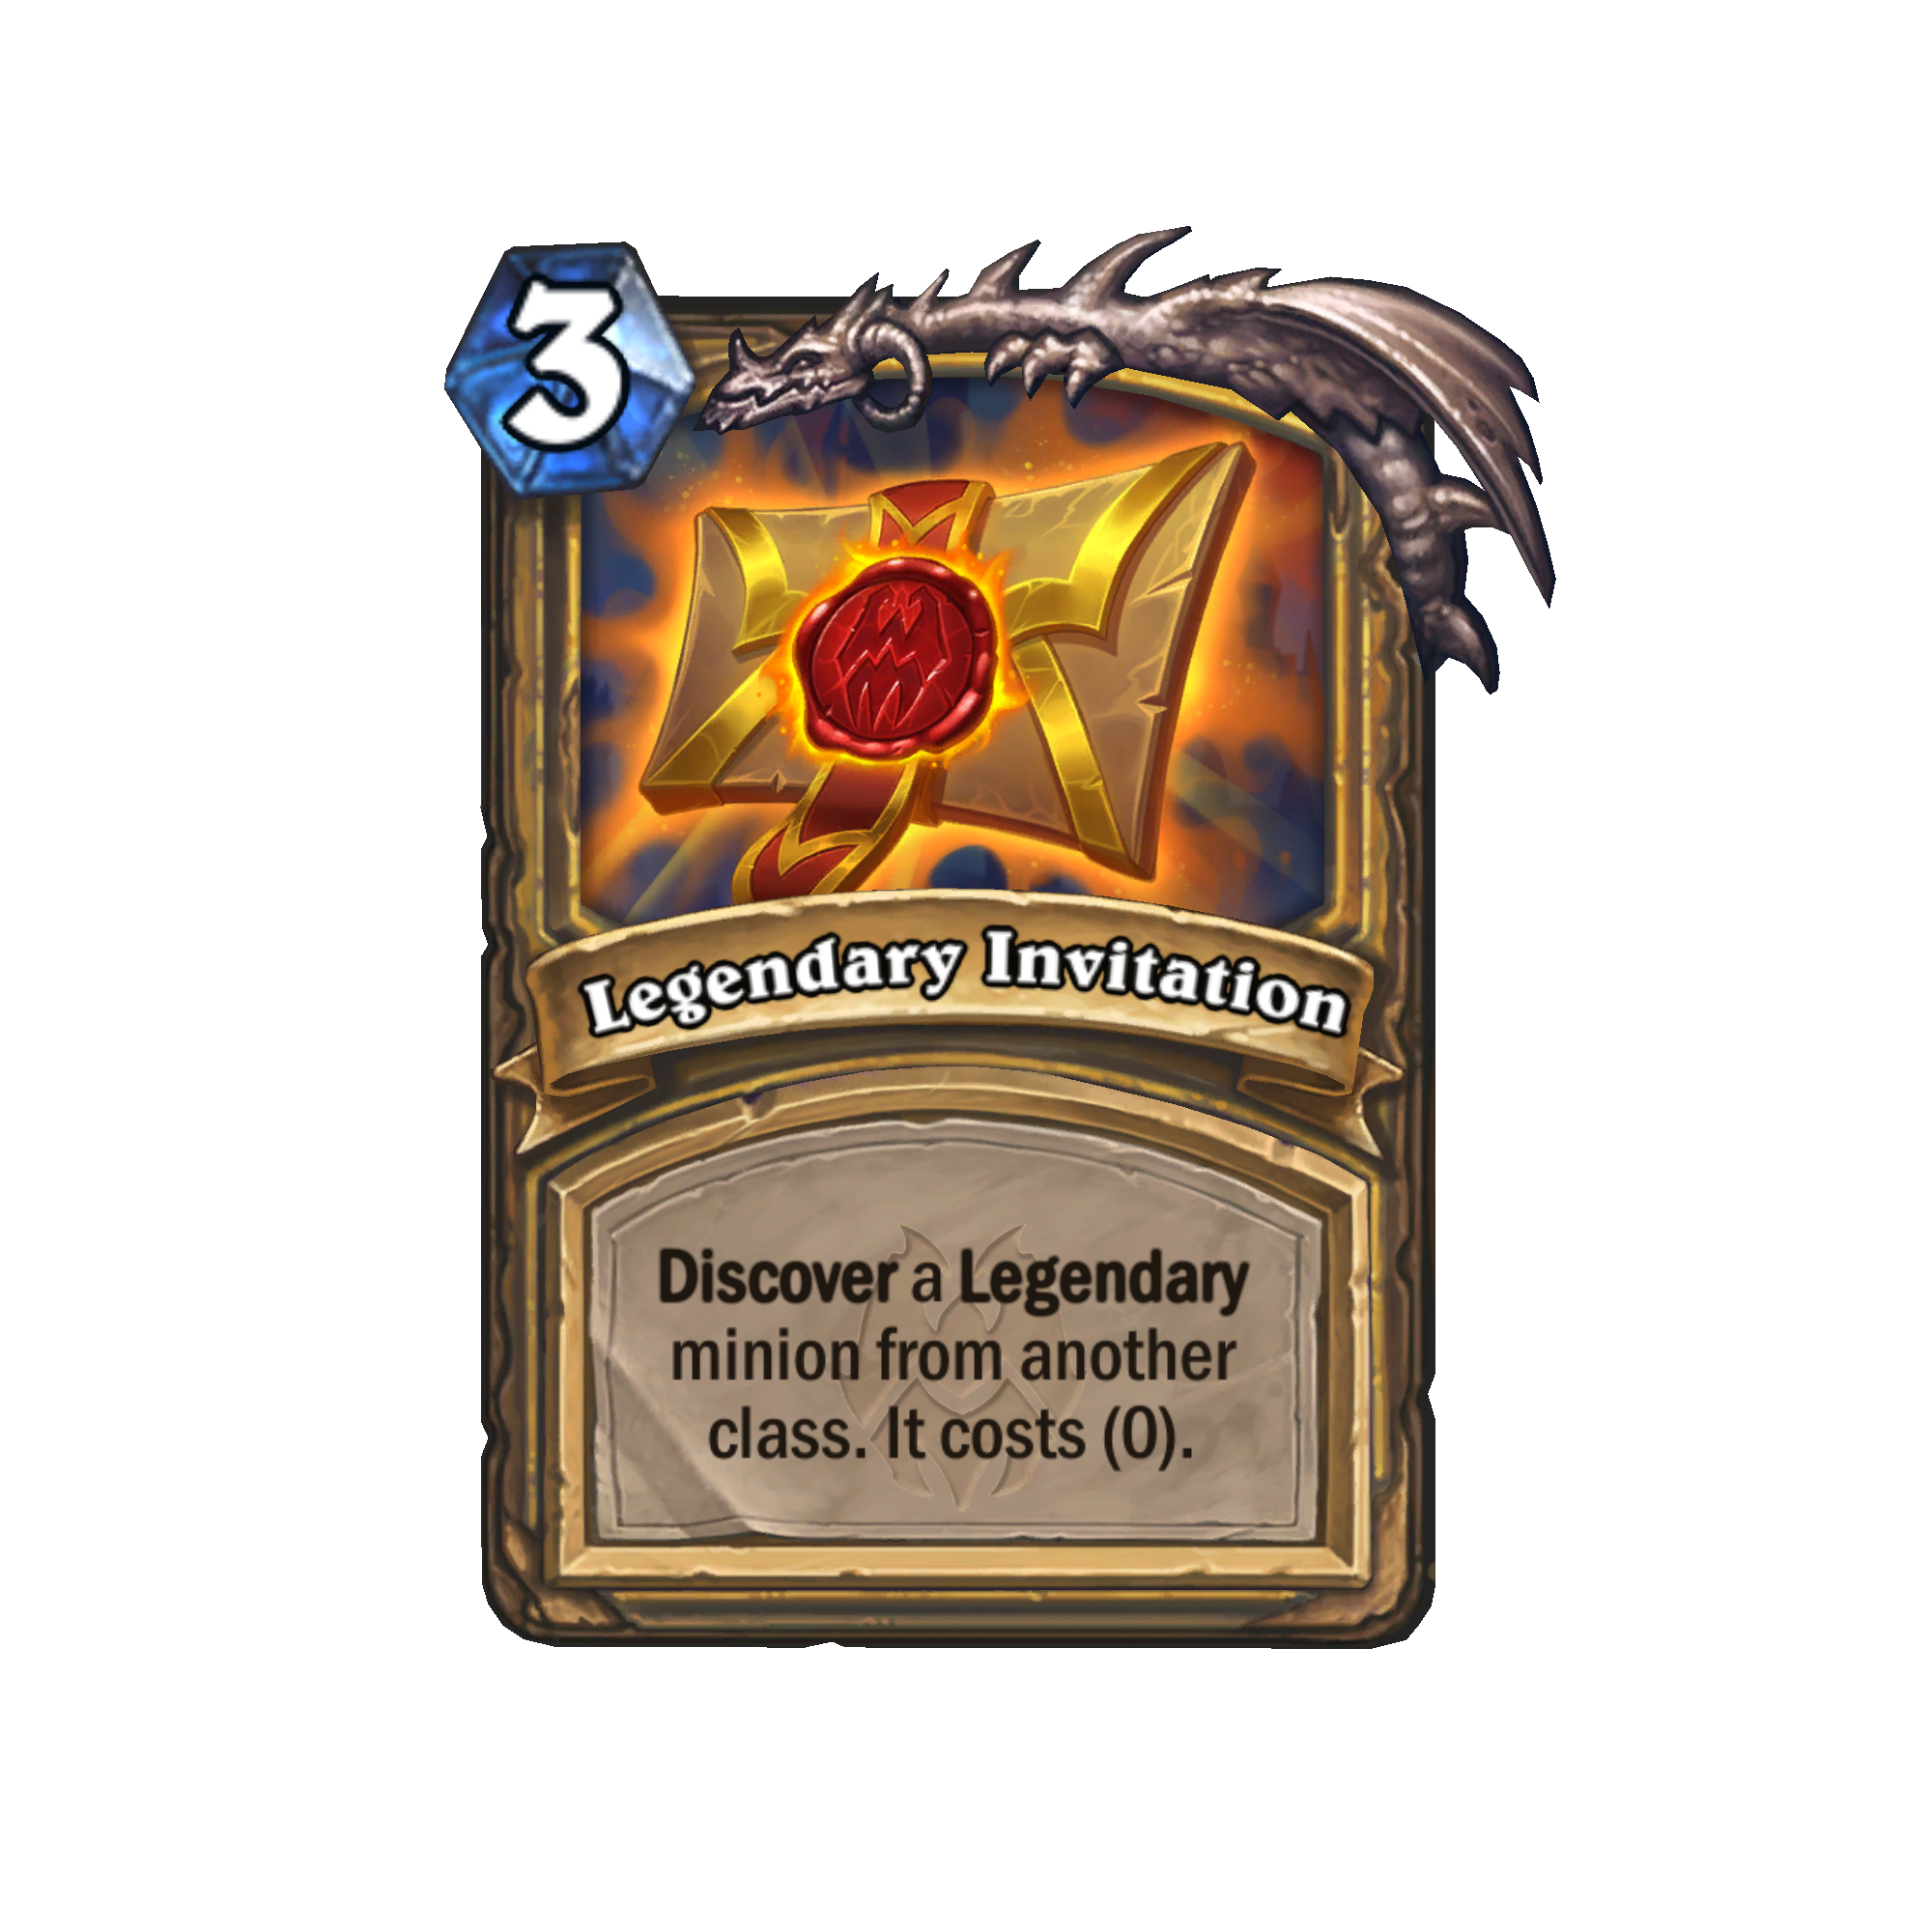 3
Legendary Invitation
Discover a Legendary
minion from another
class. It costs (0).